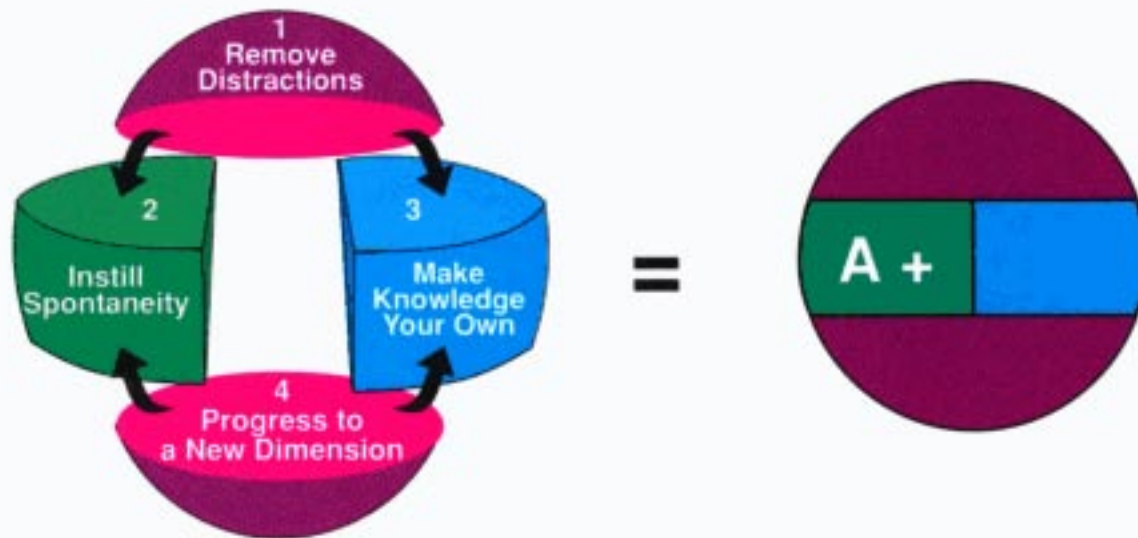 1
Remove
Distractions
2
Instill
Spontaneity
3
Make
Knowledge
Your Own
4
Progress to
a New Dimension
=
A +